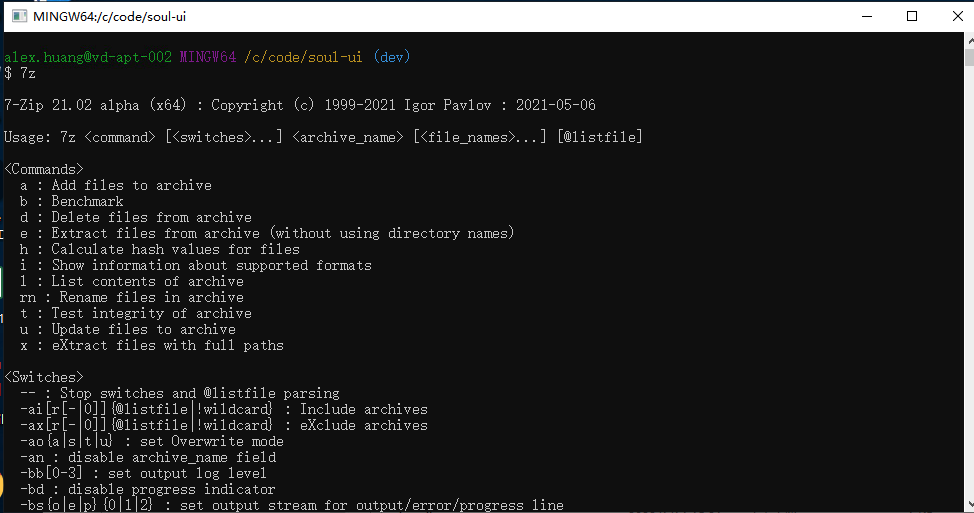 MINGW64:/c/code/soul-ui
alex.huang@vd-apt-002 MINGW64 /c/code/soul-ui (dev)
$ 7z
7-Zip 21.02 alpha (x64) : Copyright (c) 1999-2021 Igor Pavlov : 2021-05-06
Usage: 7z <command> [<switches>...] <archive_name> [<file_names>...] [@listfile]
<Commands>
a : Add files to archive
b : Benchmark
d : Delete files from archive
e : Extract files from archive (without using directory names)
h : Calculate hash values for files
i : Show information about supported formats
l : List contents of archive
rn : Rename files in archive
t : Test integrity of archive
u : Update files to archive
x : eXtract files with full paths
<Switches>
-- : Stop switches and @listfile parsing
-ai[r[-|0]]{@listfile|!wildcard} : Include archives
-ax[r[-|0]]{@listfile|!wildcard} : eXclude archives
-ao{a|s|t|u} : set Overwrite mode
-an : disable archive_name field
-bb[0-3] : set output log level
-bd : disable progress indicator
-bs{o|e|p}{0|1|2} : set output stream for output/error/progress line